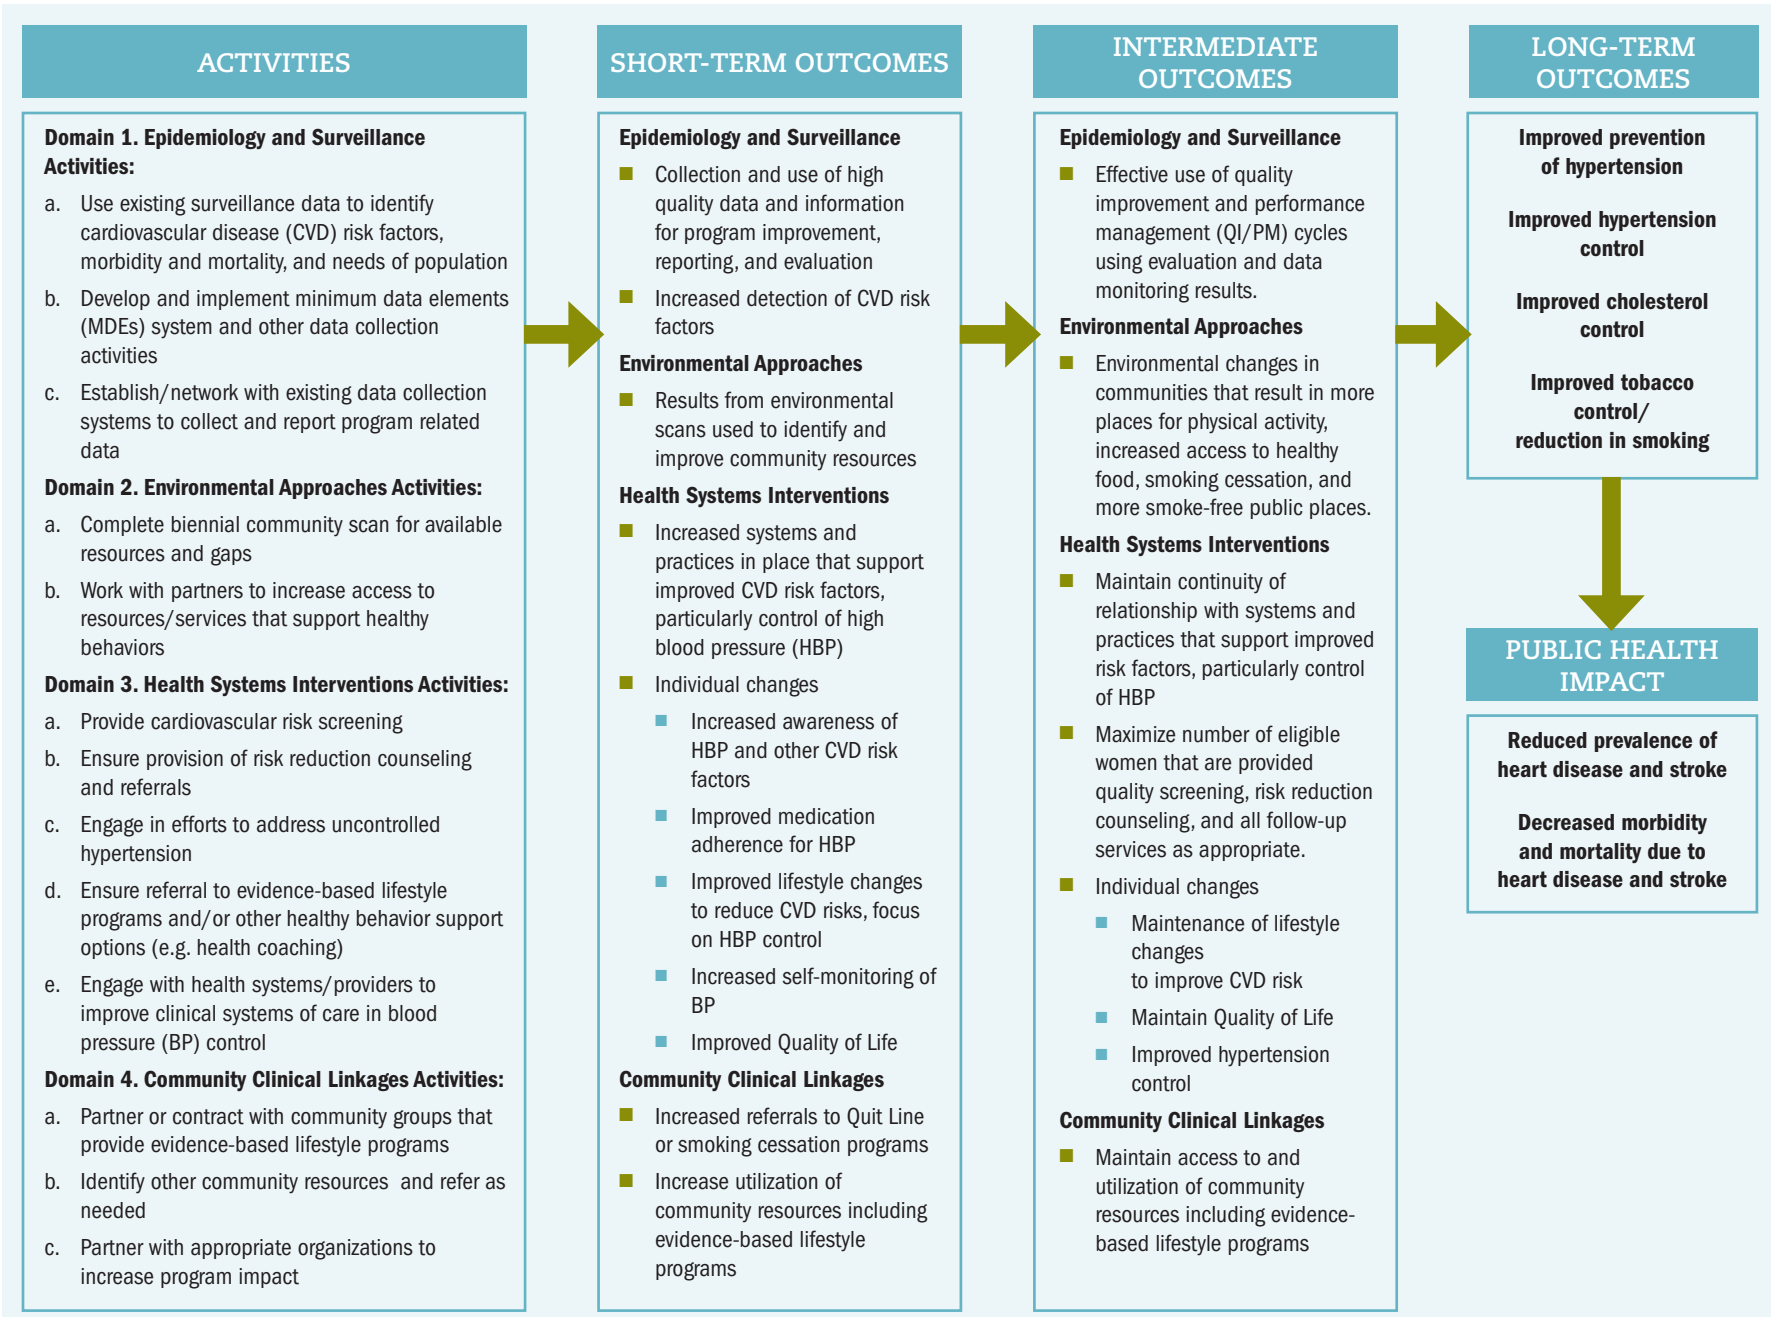 ACTIVITIES
Domain 1. Epidemiology and Surveillance
Activities:
a. Use existing surveillance data to identify
cardiovascular disease (CVD) risk factors,
morbidity and mortality, and needs of population
b. Develop and implement minimum data elements
(MDEs) system and other data collection
activities
c. Establish/network with existing data collection
systems to collect and report program related
data
Domain 2. Environmental Approaches Activities:
a. Complete biennial community scan for available
resources and gaps
b. Work with partners to increase access to
resources/services that support healthy
behaviors
Domain 3. Health Systems Interventions Activities:
a. Provide cardiovascular risk screening
b. Ensure provision of risk reduction counseling
and referrals
c. Engage in efforts to address uncontrolled
hypertension
d. Ensure referral to evidence-based lifestyle
programs and/or other healthy behavior support
options (e.g. health coaching)
e. Engage with health systems/providers to
improve clinical systems of care in blood
pressure (BP) control
Domain 4. Community Clinical Linkages Activities:
a. Partner or contract with community groups that
provide evidence-based lifestyle programs
b. Identify other community resources and refer as
needed
c. Partner with appropriate organizations to
increase program impact
SHORT-TERM OUTCOMES
Epidemiology and Surveillance
Collection and use of high
quality data and information
for program improvement,
reporting, and evaluation
Increased detection of CVD risk
factors
Environmental Approaches
Results from environmental
scans used to identify and
improve community resources
Health Systems Interventions
Increased systems and
practices in place that support
improved CVD risk factors,
particularly control of high
blood pressure (HBP)
Individual changes
Increased awareness of
HBP and other CVD risk
factors
Improved medication
adherence for HBP
Improved lifestyle changes
to reduce CVD risks, focus
on HBP control
Increased self-monitoring of
BP
Improved Quality of Life
Community Clinical Linkages
Increased referrals to Quit Line
or smoking cessation programs
Increase utilization of
community resources including
evidence-based lifestyle
programs
INTERMEDIATE
OUTCOMES
Epidemiology and Surveillance
Effective use of quality
improvement and performance
management (QI/PM) cycles
using evaluation and data
monitoring results.
Environmental Approaches
Environmental changes in
communities that result in more
places for physical activity,
increased access to healthy
food, smoking cessation, and
more smoke-free public places.
Health Systems Interventions
Maintain continuity of
relationship with systems and
practices that support improved
risk factors, particularly control
of HBP
Maximize number of eligible
women that are provided
quality screening, risk reduction
counseling, and all follow-up
services as appropriate.
Individual changes
Maintenance of lifestyle
changes
to improve CVD risk
Maintain Quality of Life
Improved hypertension
control
Community Clinical Linkages
Maintain access to and
utilization of community
resources including evidence-
based lifestyle programs
LONG-TERM
OUTCOMES
Improved prevention
of hypertension
Improved hypertension
control
Improved cholesterol
control
Improved tobacco
control/
reduction in smoking
PUBLIC HEALTH
IMPACT
Reduced prevalence of
heart disease and stroke
Decreased morbidity
and mortality due to
heart disease and stroke